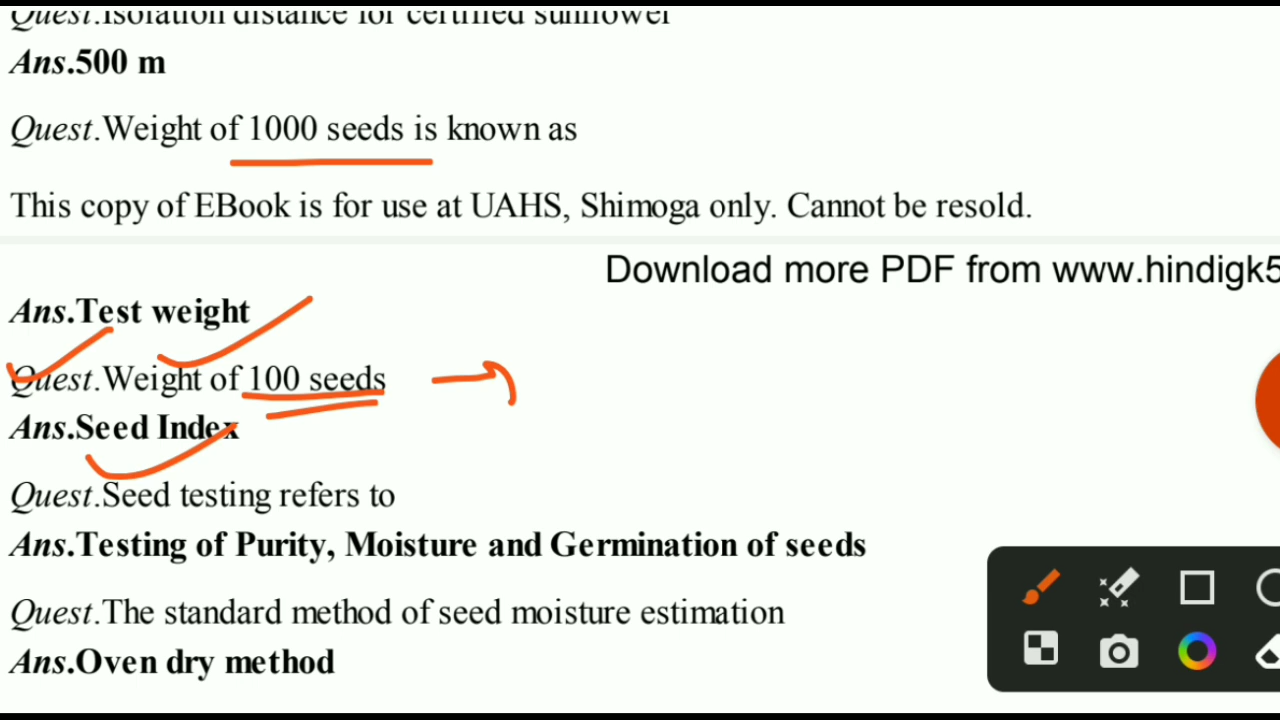 Quest.Isolation distance for certified sunflower
Ans.500 m
Quest.Weight of 1000 seeds is known as
This copy of EBook is for use at UAHS, Shimoga only. Cannot be resold.
Download more PDF from www.hindigk5
Ans.Test weight
Quest.Weight of 100 seeds
Ans.Seed Index
Quest.Seed testing refers to
Ans.Testing of Purity, Moisture and Germination of seeds
Quest.The standard method of seed moisture estimation
Ans.Oven dry method